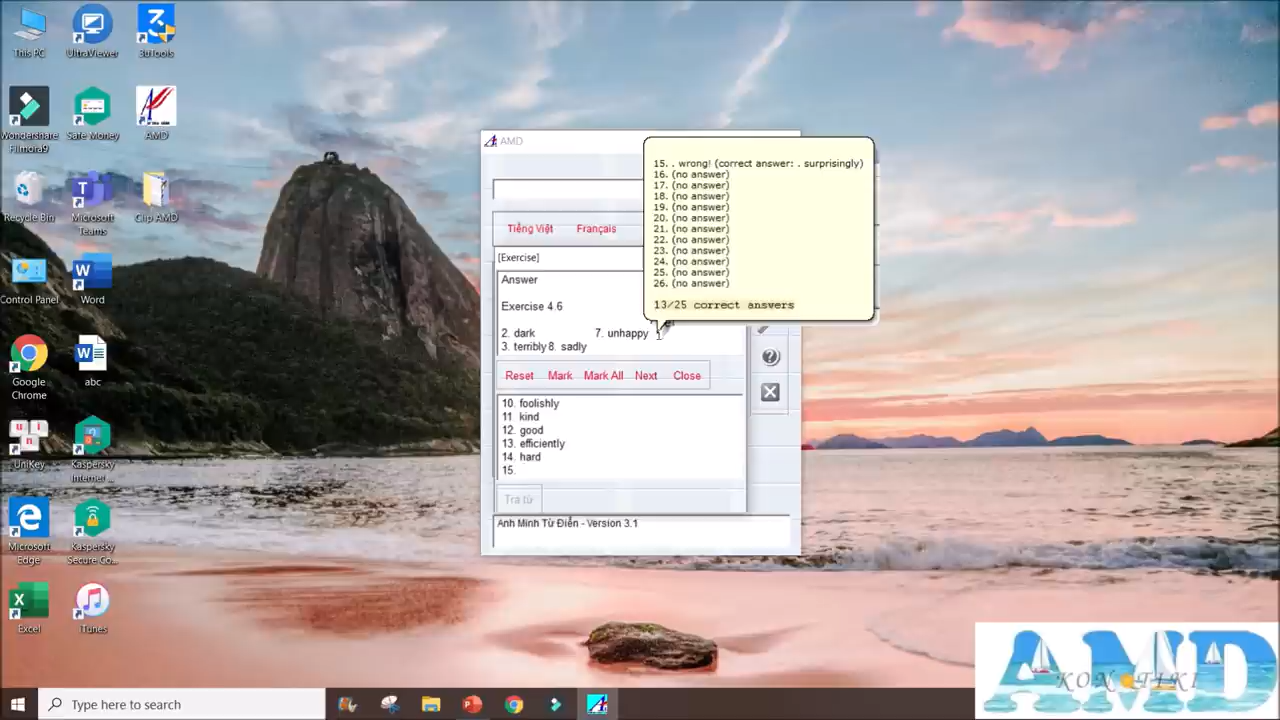 This PC
UltraViewer
3uTools
Wondershare
Filmora9
Safe Money
AMD
Recycle Bin
Microsoft
Teams
Clip AMD
Control Panel
Word
Google
Chrome
abc
UniKey
Kaspersky
Internet ...
Microsoft
Edge
Kaspersky
Secure Co...
Excel
iTunes
AMD
Tiếng Việt
Français
[Exercise]
Answer
Exercise 4.6
2. dark 7. unhappy
3. terribly 8. sadly
15. . wrong! (correct answer: . surprisingly)
16. (no answer)
17. (no answer)
18. (no answer)
19. (no answer)
20. (no answer)
21. (no answer)
22. (no answer)
23. (no answer)
24. (no answer)
25. (no answer)
26. (no answer)
13/25 correct answers
Reset Mark Mark All Next Close
10. foolishly
11. kind
12. good
13. efficiently
14. hard
15.
Tra từ
Anh Minh Từ Điển - Version 3.1
Type here to search
AMD
KON TIKI